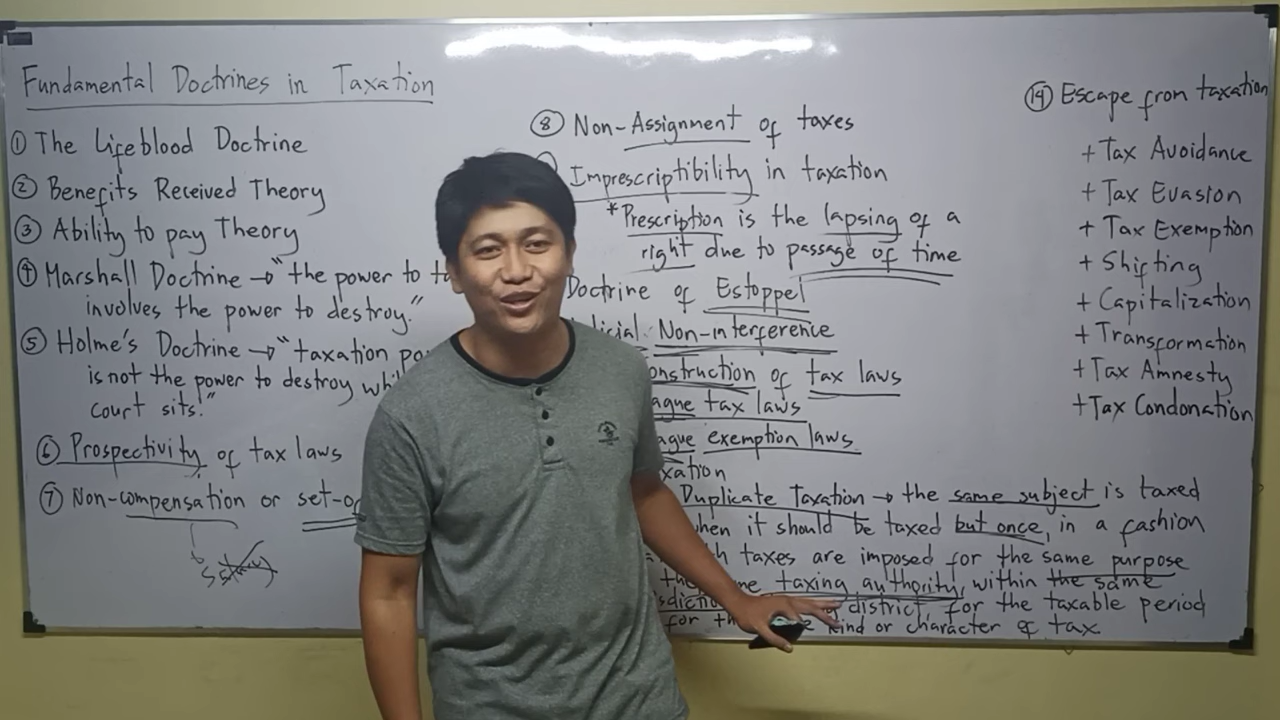 Fundamental Doctrines in Taxation
① The Lifeblood Doctrine
② Benefits Received Theory
③ Ability to pay Theory
④ Marshall Doctrine → "the power to
involves the power to destroy."
⑤ Holme's Doctrine → "taxation
is not the power to destroy
court sits."
⑥ Prospectivity of tax laws
⑦ Non-compensation or
⑧ Non-Assignment of taxes
Imprescriptibility in taxation
*Prescription is the lapsing of a
right due to passage of time
Doctrine of Estoppel
Non-interference
of tax laws
tax laws
exemption laws.
Duplicate Taxation → the same subject is taxed
when it should be taxed but once, in a fashion
taxes are imposed for the same purpose
taxing authority, within the same
district, for the taxable period
for kind or character of tax
⑭ Escape from taxation
+ Tax Avoidance
+ Tax Evasion
+ Tax Exemption
+ Shifting
+ Capitalization
+ Transformation
+ Tax Amnesty
+ Tax Condonation